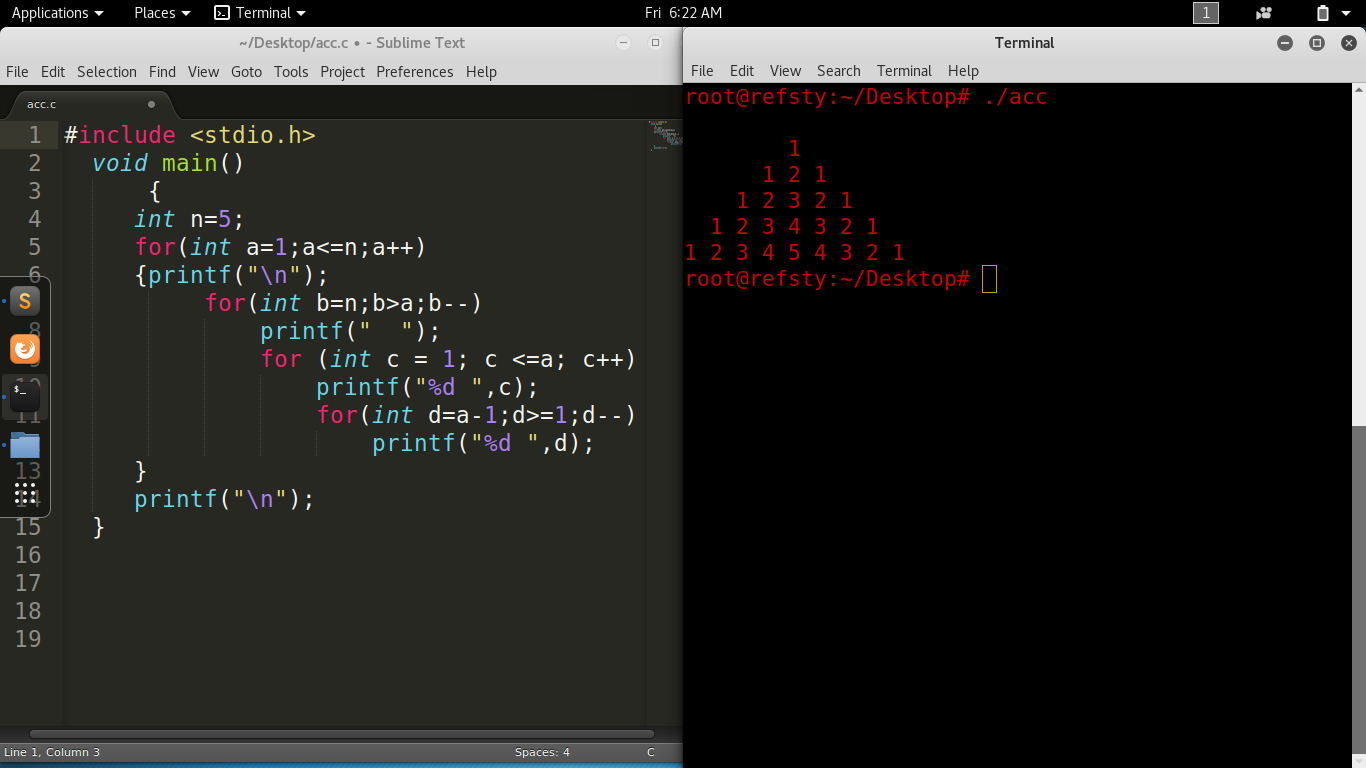 Applications Places Terminal Fri 6:22 AM 1
~/Desktop/acc.c • - Sublime Text
File Edit Selection Find View Goto Tools Project Preferences Help
acc.c
1 #include <stdio.h>
2   void main()
3       {
4      int n=5;
5      for(int a=1;a<=n;a++)
6      {printf("\n");
          for(int b=n;b>a;b--)
8              printf("  ");
              for (int c = 1; c <=a; c++)
10                  printf("%d ",c);
11                  for(int d=a-1;d>=1;d--)
                      printf("%d ",d);
13     }
14     printf("\n");
15  }
16
17
18
19
S
$_
Line 1, Column 3 Spaces: 4 C
Terminal
File Edit View Search Terminal Help
root@refsty:~/Desktop# ./acc
        1
      1 2 1
    1 2 3 2 1
  1 2 3 4 3 2 1
1 2 3 4 5 4 3 2 1
root@refsty:~/Desktop#